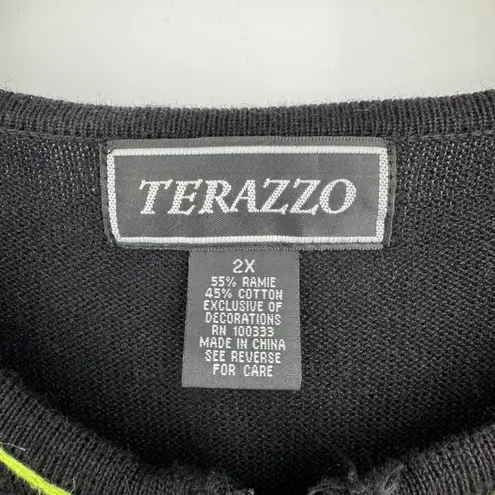 TERAZZO
2X
55% RAMIE
45% COTTON
EXCLUSIVE OF
DECORATIONS
RN 100333
MADE IN CHINA
SEE REVERSE
FOR CARE